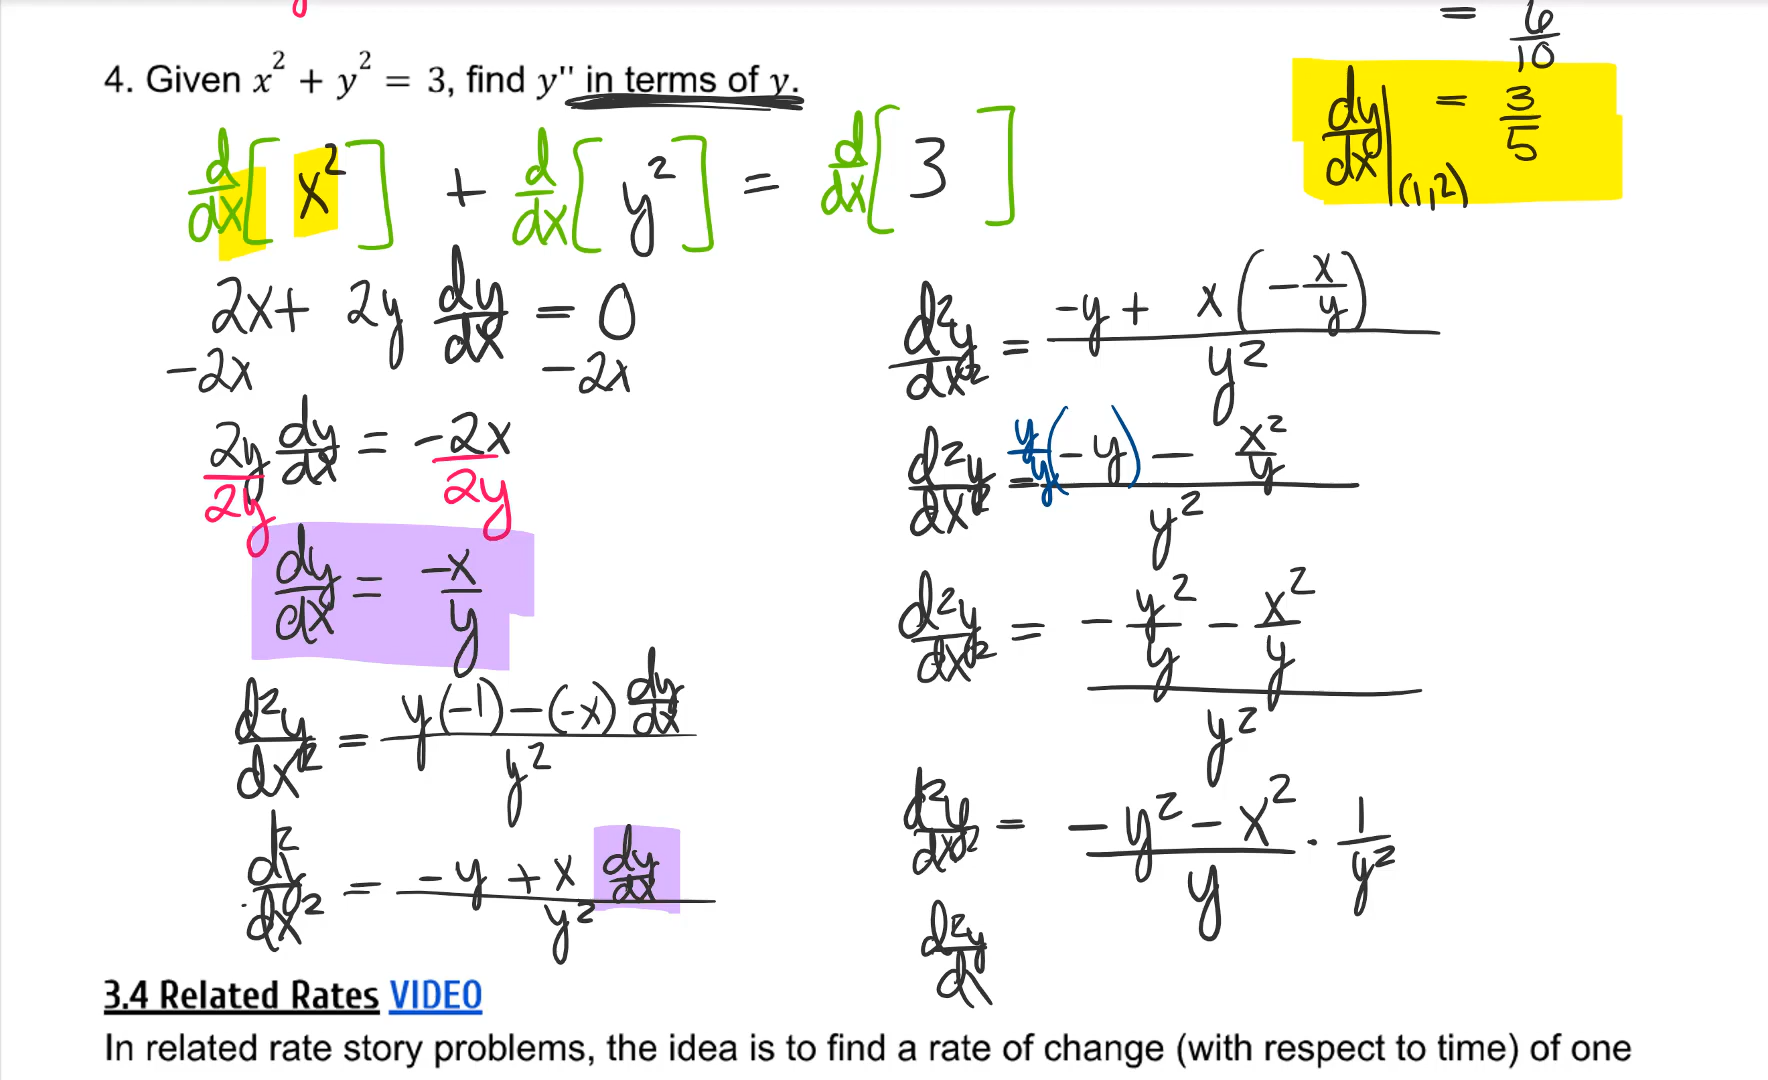 = 6/10
4. Given x² + y² = 3, find y'' in terms of y.
dy/dx |(1,2) = 3/5
d/dx [x²] + d/dx [y²] = d/dx [3]
2x + 2y dy/dx = 0
-2x -2x
2y dy/dx / 2y = -2x / 2y
dy/dx = -x/y
d²y/dx² = (y(-1) - (-x) dy/dx) / y²
d²y/dx² = (-y + x dy/dx) / y²
d²y/dx² = (-y + x(-x/y)) / y²
d²y/dx² = (y/y (-y) - x²/y) / y²
d²y/dx² = (-y²/y - x²/y) / y²
d²y/dx² = (-y² - x²)/y · 1/y²
d²y/dx
3.4 Related Rates VIDEO
In related rate story problems, the idea is to find a rate of change (with respect to time) of one